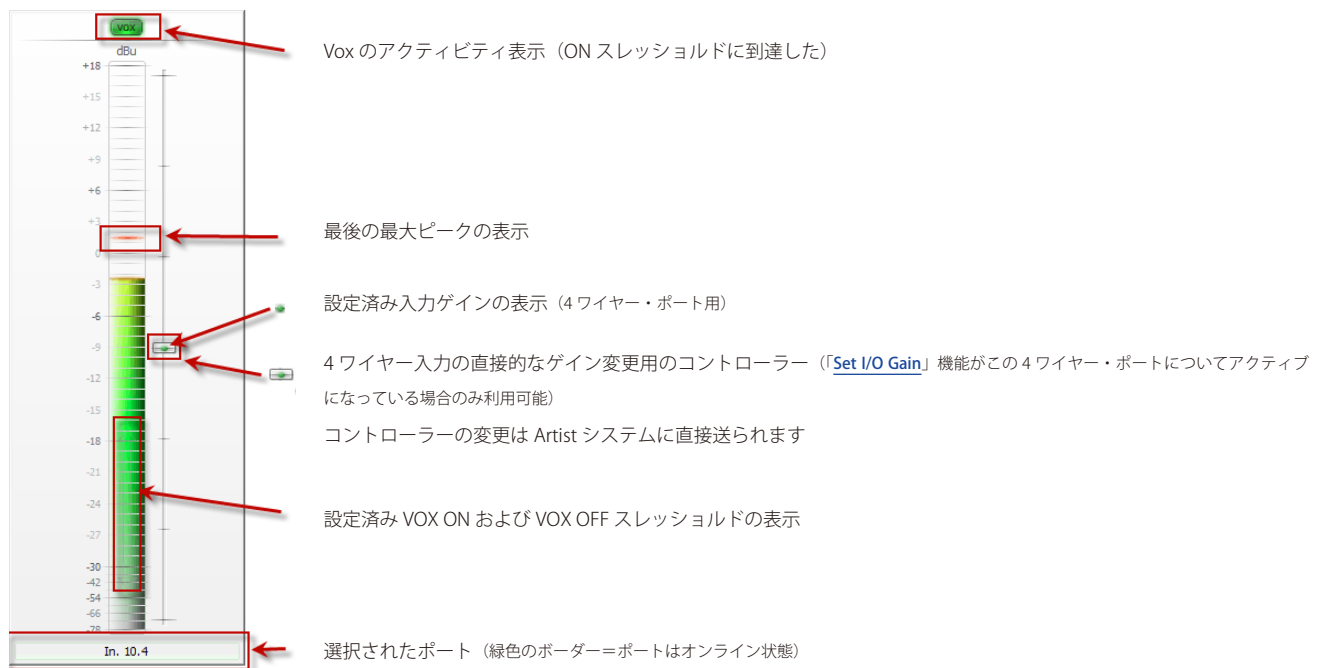 VOX
dBu
Vox のアクティビティ表示（ON スレッショルドに到達した）
+18
+15
+12
+9
+6
+3
最後の最大ピークの表示
0
-3
設定済み入力ゲインの表示（4 ワイヤー・ポート用）
-6
-9
4 ワイヤー入力の直接的なゲイン変更用のコントローラー（「Set I/O Gain」機能がこの 4 ワイヤー・ポートについてアクティブ
になっている場合のみ利用可能）
-12
-15
コントローラーの変更は Artist システムに直接送られます
-18
-21
-24
設定済み VOX ON および VOX OFF スレッショルドの表示
-27
-30
-42
-54
-66
-78
In. 10.4
選択されたポート（緑色のボーダー＝ポートはオンライン状態）